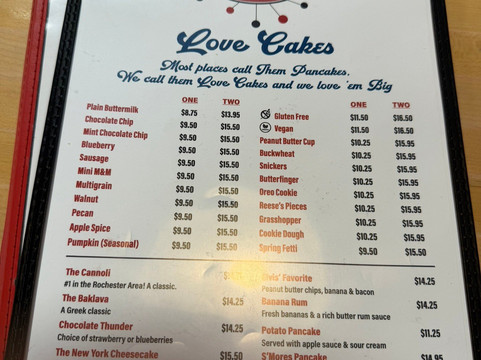 Love Cakes
Most places call Them Pancakes,
We call them Love Cakes and we love 'em Big
ONE TWO
Plain Buttermilk $8.75 $13.95
Chocolate Chip $9.50 $15.50
Mint Chocolate Chip $9.50 $15.50
Blueberry $9.50 $15.50
Sausage $9.50 $15.50
Mini M&M $9.50 $15.50
Multigrain $9.50 $15.50
Walnut $9.50 $15.50
Pecan $9.50 $15.50
Apple Spice $9.50 $15.50
Pumpkin (Seasonal) $9.50 $15.50
ONE TWO
Gluten Free $11.50 $16.50
Vegan $11.50 $16.50
Peanut Butter Cup $10.25 $15.95
Buckwheat $10.25 $15.95
Snickers $10.25 $15.95
Butterfinger $10.25 $15.95
Oreo Cookie $10.25 $15.95
Reese's Pieces $10.25 $15.95
Grasshopper $10.25 $15.95
Cookie Dough $10.25 $15.95
Spring Fetti $9.50 $15.50
The Cannoli
#1 in the Rochester Area! A classic.
The Baklava $14.25
A Greek classic
Chocolate Thunder $14.25
Choice of strawberry or blueberries
The New York Cheesecake $15.50
Elvis' Favorite $14.25
Peanut butter chips, banana & bacon
Banana Rum $14.25
Fresh bananas & a rich butter rum sauce
Potato Pancake $11.25
Served with apple sauce & sour cream
S'Mores Pancake $14.95